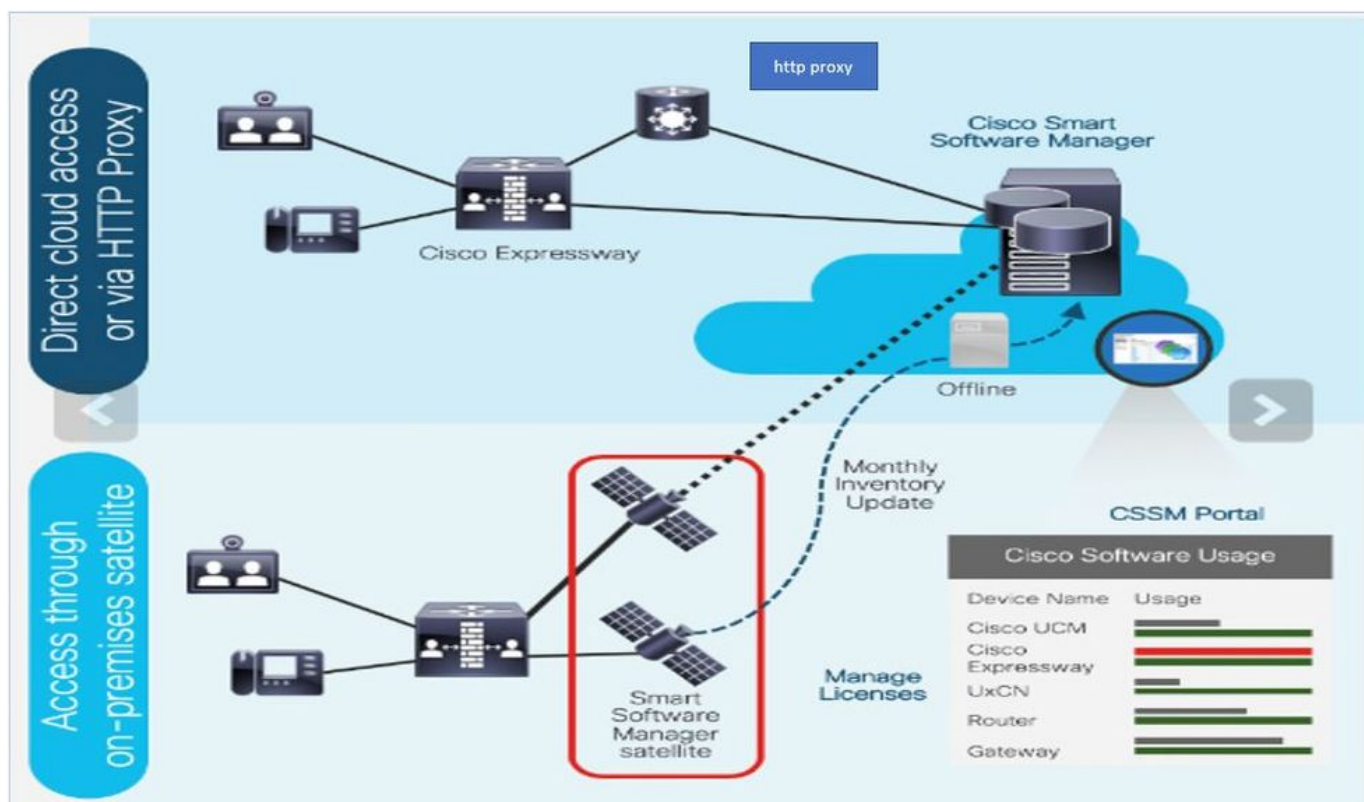 Direct cloud access
or via HTTP Proxy
http proxy
Cisco Smart
Software Manager
Cisco Expressway
Offline
Access through
on-premises satellite
Monthly
Inventory
Update
Smart
Software
Manager
satellite
Manage
Licenses
CSSM Portal
Cisco Software Usage
Device Name Usage
Cisco UCM
Cisco
Expressway
UxCN
Router
Gateway